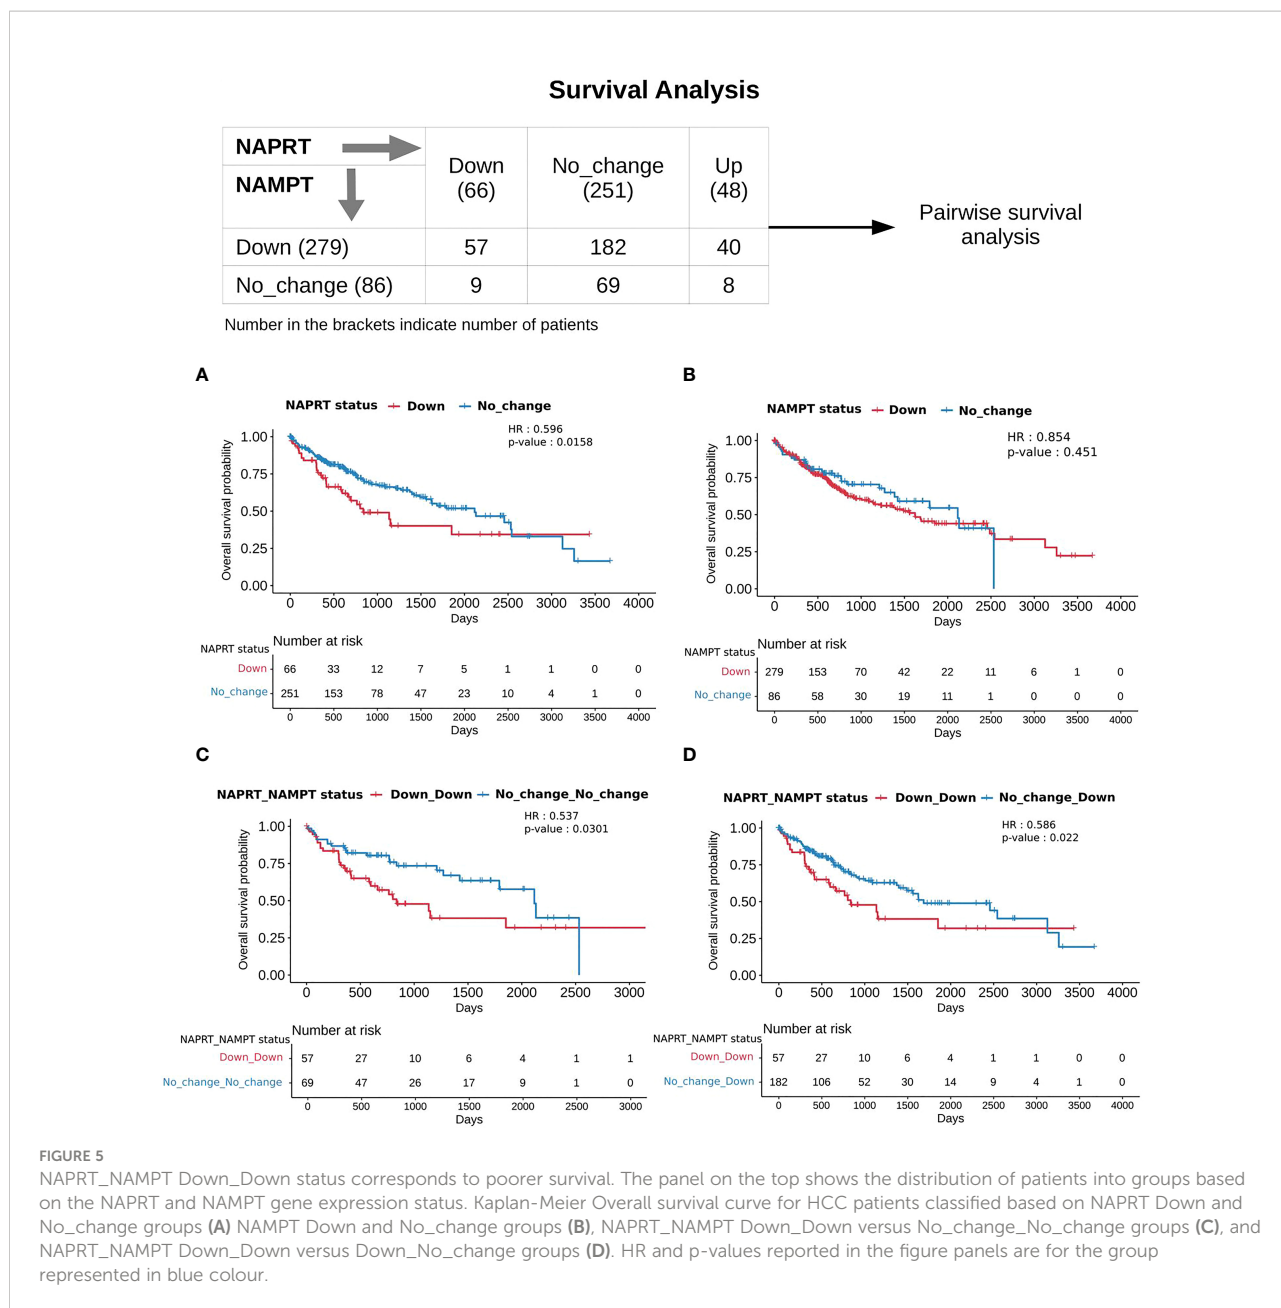 Survival Analysis
NAPRT
NAMPT
Down (66)
No_change (251)
Up (48)
Down (279) 57 182 40
No_change (86) 9 69 8
Number in the brackets indicate number of patients
Pairwise survival
analysis
A
NAPRT status Down No_change
HR : 0.596
p-value : 0.0158
Overall survival probability
1.00
0.75
0.50
0.25
0.00
0 500 1000 1500 2000 2500 3000 3500 4000
Days
Number at risk
NAPRT status
Down 66 33 12 7 5 1 1 0 0
No_change 251 153 78 47 23 10 4 1 0
0 500 1000 1500 2000 2500 3000 3500 4000
Days
B
NAMPT status Down No_change
HR : 0.854
p-value : 0.451
Overall survival probability
1.00
0.75
0.50
0.25
0.00
0 500 1000 1500 2000 2500 3000 3500 4000
Days
Number at risk
NAMPT status
Down 279 153 70 42 22 11 6 1 0
No_change 86 58 30 19 11 1 0 0 0
0 500 1000 1500 2000 2500 3000 3500 4000
Days
C
NAPRT_NAMPT status Down_Down No_change_No_change
HR : 0.537
p-value : 0.0301
Overall survival probability
1.00
0.75
0.50
0.25
0.00
0 500 1000 1500 2000 2500 3000
Days
Number at risk
NAPRT_NAMPT status
Down_Down 57 27 10 6 4 1 1
No_change_No_change 69 47 26 17 9 1 0
0 500 1000 1500 2000 2500 3000
Days
D
NAPRT_NAMPT status Down_Down No_change_Down
HR : 0.586
p-value : 0.022
Overall survival probability
1.00
0.75
0.50
0.25
0.00
0 500 1000 1500 2000 2500 3000 3500 4000
Days
Number at risk
NAPRT_NAMPT status
Down_Down 57 27 10 6 4 1 1 0 0
No_change_Down 182 106 52 30 14 9 4 1 0
0 500 1000 1500 2000 2500 3000 3500 4000
Days
FIGURE 5
NAPRT_NAMPT Down_Down status corresponds to poorer survival. The panel on the top shows the distribution of patients into groups based
on the NAPRT and NAMPT gene expression status. Kaplan-Meier Overall survival curve for HCC patients classified based on NAPRT Down and
No_change groups (A) NAMPT Down and No_change groups (B), NAPRT_NAMPT Down_Down versus No_change_No_change groups (C), and
NAPRT_NAMPT Down_Down versus Down_No_change groups (D). HR and p-values reported in the figure panels are for the group
represented in blue colour.